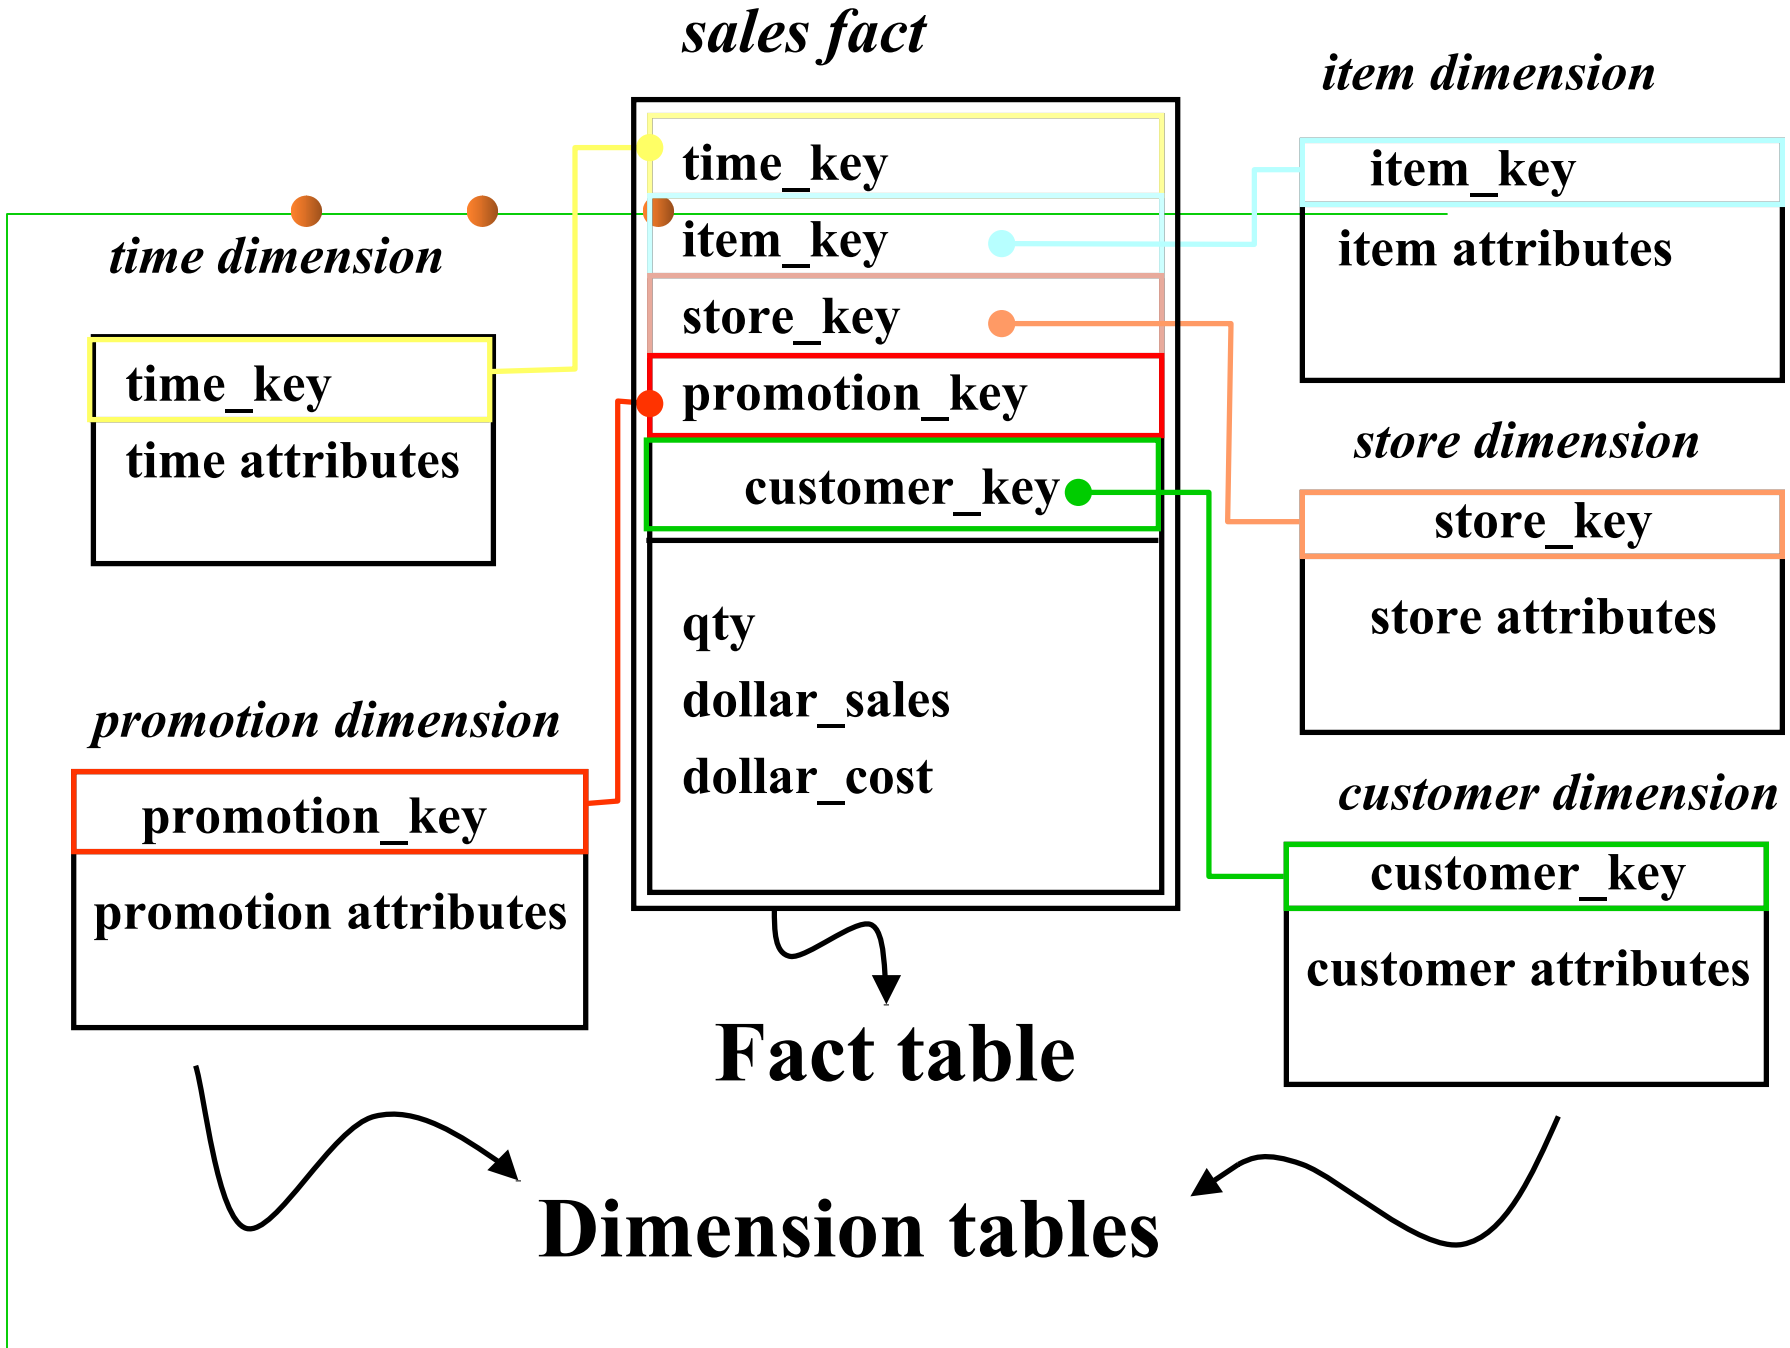 sales fact
time_key
item_key
store_key
promotion_key
customer_key
qty
dollar_sales
dollar_cost
time dimension
time_key
time attributes
promotion dimension
promotion_key
promotion attributes
item dimension
item_key
item attributes
store dimension
store_key
store attributes
customer dimension
customer_key
customer attributes
Fact table
Dimension tables